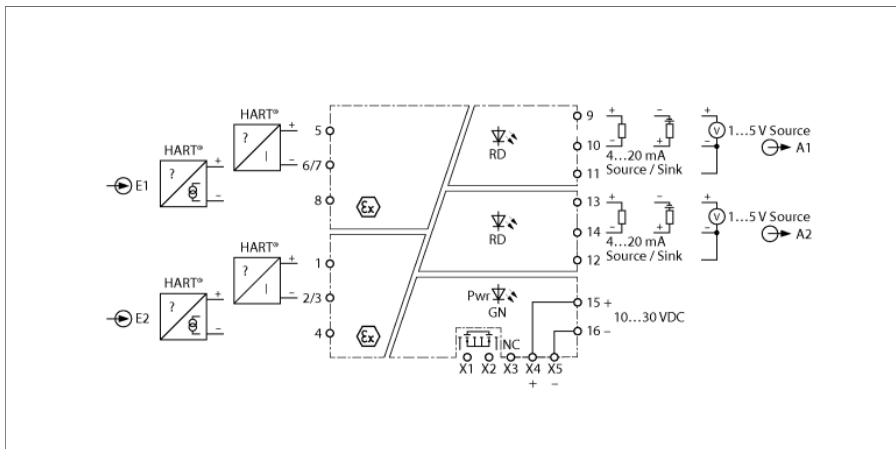 HART®
?
I
+
–
5
6/7
8
HART®
?
+
–
E1
Ex
HART®
?
I
+
–
1
2/3
4
HART®
?
+
–
E2
Ex
RD
9
10
11
+
–
–
+
4…20 mA
Source / Sink
+
–
V
1…5 V Source
A1
RD
13
14
12
+
–
–
+
4…20 mA
Source / Sink
+
–
V
1…5 V Source
A2
Pwr
GN
15 +
16 –
10…30 VDC
NC
X1 X2 X3 X4 X5
+ –